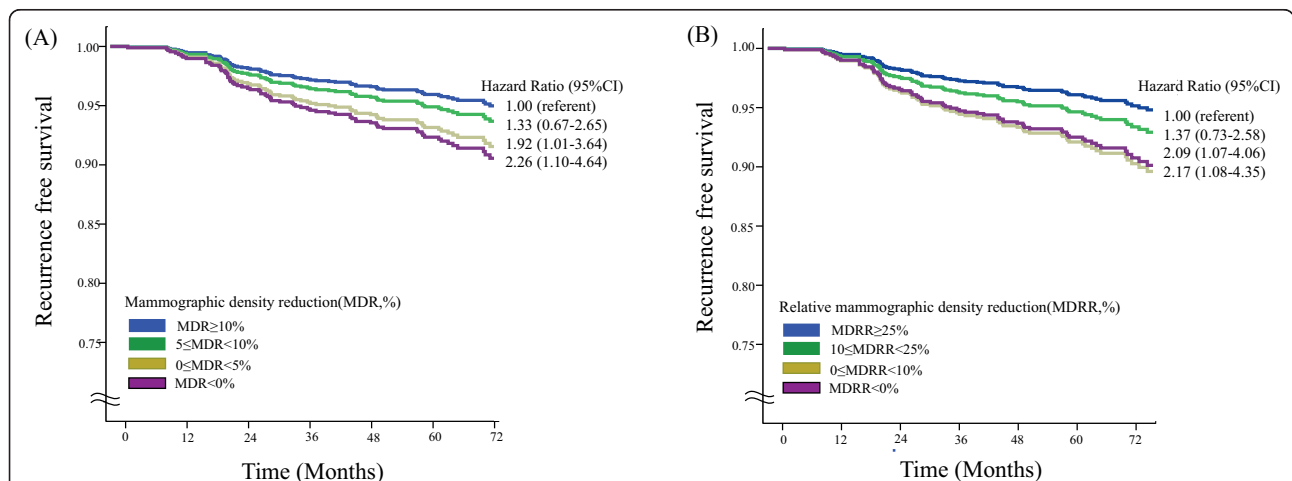 (A)
Recurrence free survival
1.00
0.95
0.90
0.85
0.80
0.75
Hazard Ratio (95%CI)
1.00 (referent)
1.33 (0.67-2.65)
1.92 (1.01-3.64)
2.26 (1.10-4.64)
Mammographic density reduction(MDR,%)
MDR≥10%
5≤MDR<10%
0≤MDR<5%
MDR<0%
0 12 24 36 48 60 72
Time (Months)
(B)
Recurrence free survival
1.00
0.95
0.90
0.85
0.80
0.75
Hazard Ratio (95%CI)
1.00 (referent)
1.37 (0.73-2.58)
2.09 (1.07-4.06)
2.17 (1.08-4.35)
Relative mammographic density reduction(MDRR,%)
MDRR≥25%
10≤MDRR<25%
0≤MDRR<10%
MDRR<0%
0 12 24 36 48 60 72
Time (Months)